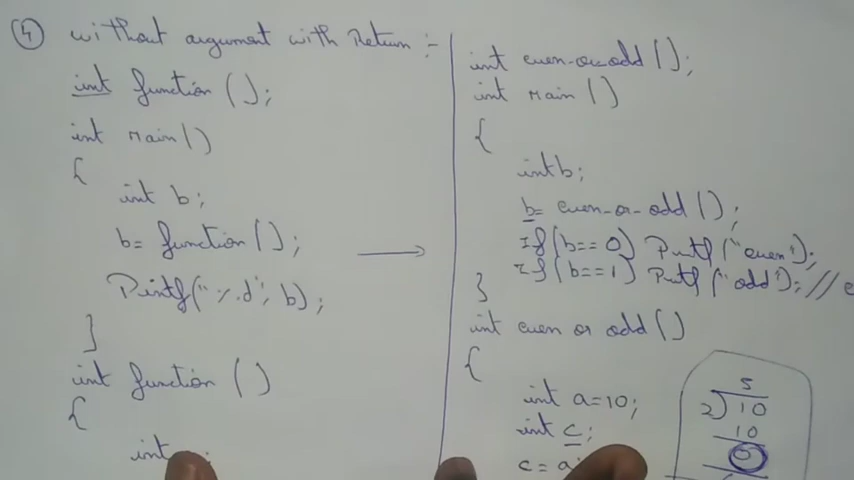 4 without argument with Return :-
int function ();
int main()
{
int b;
b= function ();
Printf("%d", b);
}
int function ()
{
int
int even-or-odd ();
int main ()
{
int b;
b= even-or-odd ();
If (b==0) Printf ("even");
If (b==1) Printf ("odd"); //
}
int even or odd ()
{
int a=10;
int c;
c = a
5
2)10
10
0